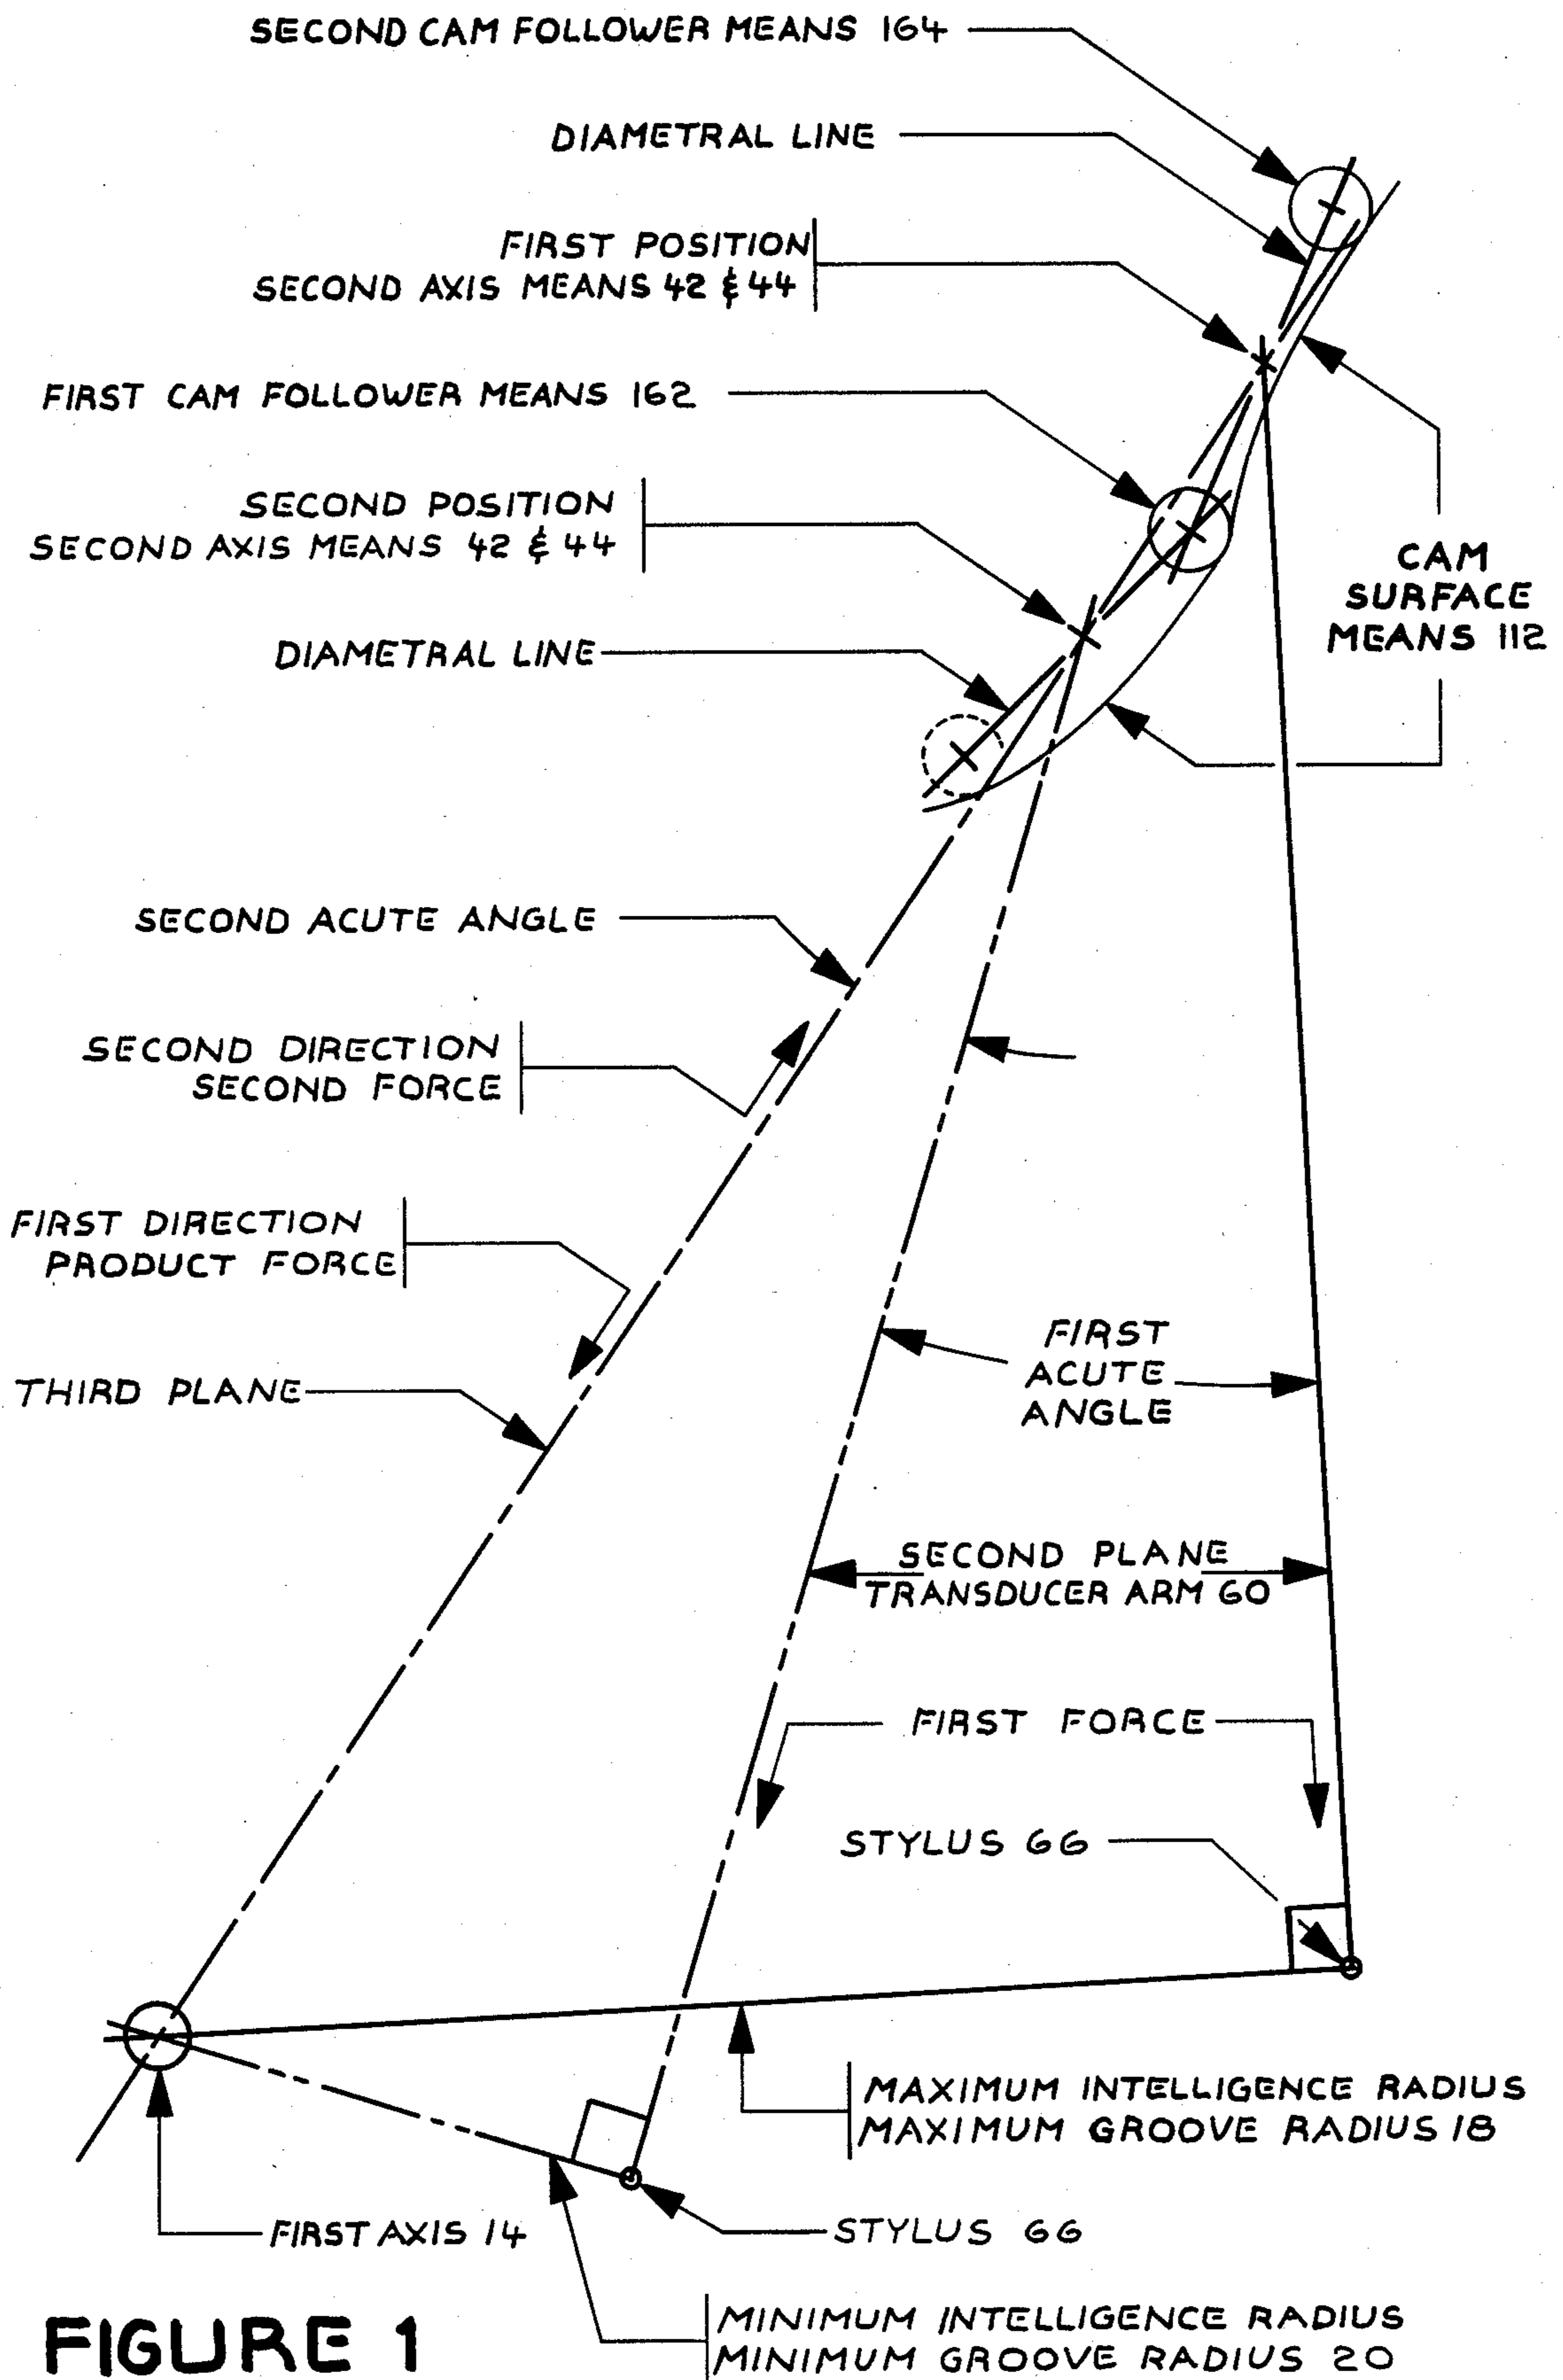 SECOND CAM FOLLOWER MEANS 164
DIAMETRAL LINE
FIRST POSITION
SECOND AXIS MEANS 42 & 44
FIRST CAM FOLLOWER MEANS 162
SECOND POSITION
SECOND AXIS MEANS 42 & 44
CAM
SURFACE
MEANS 112
DIAMETRAL LINE
SECOND ACUTE ANGLE
SECOND DIRECTION
SECOND FORCE
FIRST DIRECTION
PRODUCT FORCE
FIRST
ACUTE
ANGLE
THIRD PLANE
SECOND PLANE
TRANSDUCER ARM 60
FIRST FORCE
STYLUS 66
MAXIMUM INTELLIGENCE RADIUS
MAXIMUM GROOVE RADIUS 18
FIRST AXIS 14
STYLUS 66
MINIMUM INTELLIGENCE RADIUS
MINIMUM GROOVE RADIUS 20
FIGURE 1